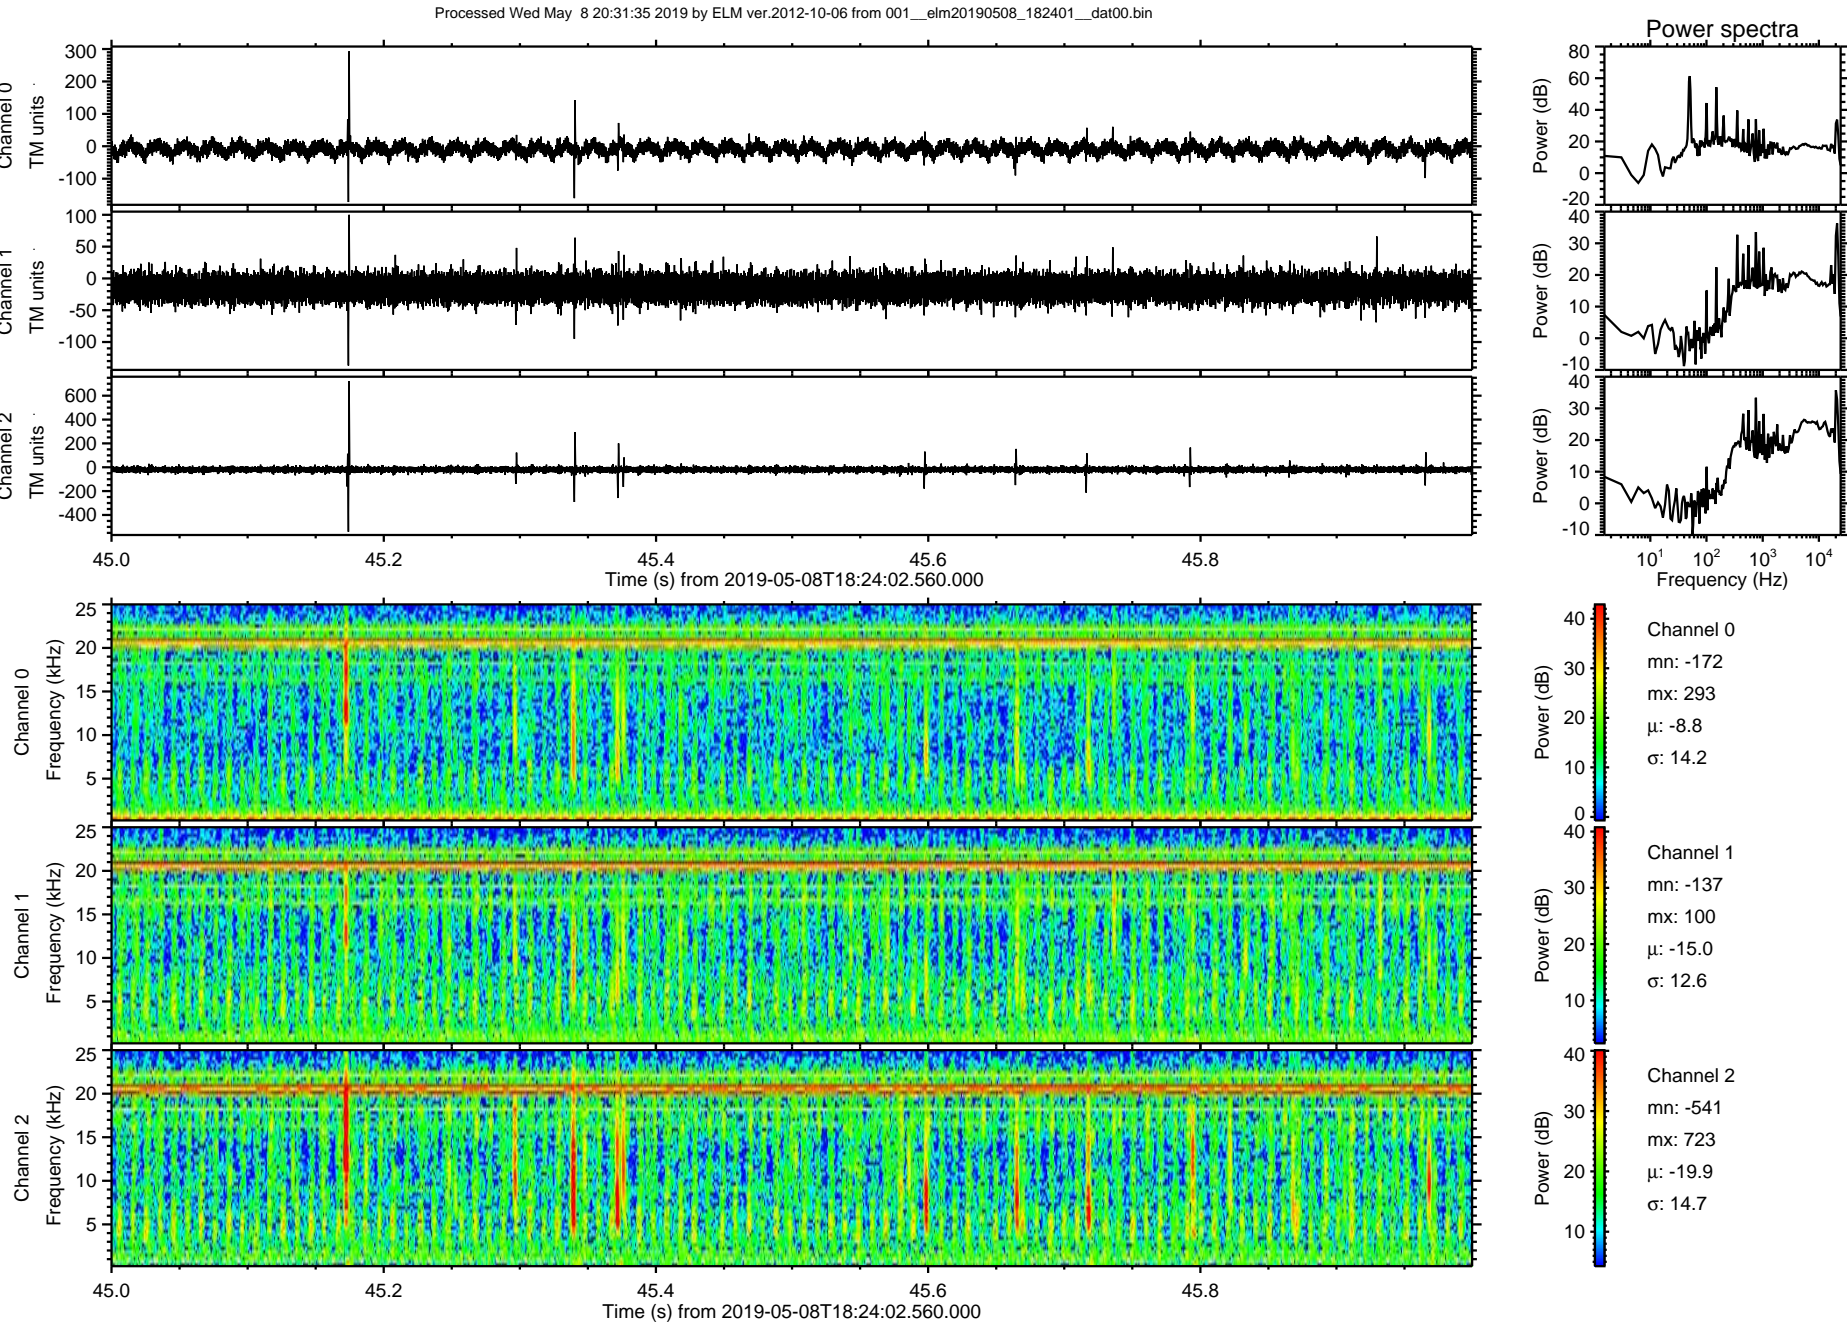 Processed Wed May  8 20:31:35 2019 by ELM ver.2012-10-06 from 001__elm20190508_182401__dat00.bin
Power spectra
Channel 0
TM units
300
200
100
0
-100
Power (dB)
80
60
40
20
0
-20
Channel 1
TM units
100
50
0
-50
-100
Power (dB)
40
30
20
10
0
-10
Channel 2
TM units
600
400
200
0
-200
-400
Power (dB)
40
30
20
10
0
-10
45.0 45.2 45.4 45.6 45.8
Time (s) from 2019-05-08T18:24:02.560.000
10¹ 10² 10³ 10⁴
Frequency (Hz)
Channel 0
Frequency (kHz)
25
20
15
10
5
Power (dB)
40
30
20
10
0
Channel 0
mn: -172
mx: 293
μ: -8.8
σ: 14.2
Channel 1
Frequency (kHz)
25
20
15
10
5
Power (dB)
40
30
20
10
Channel 1
mn: -137
mx: 100
μ: -15.0
σ: 12.6
Channel 2
Frequency (kHz)
25
20
15
10
5
Power (dB)
40
30
20
10
Channel 2
mn: -541
mx: 723
μ: -19.9
σ: 14.7
45.0 45.2 45.4 45.6 45.8
Time (s) from 2019-05-08T18:24:02.560.000